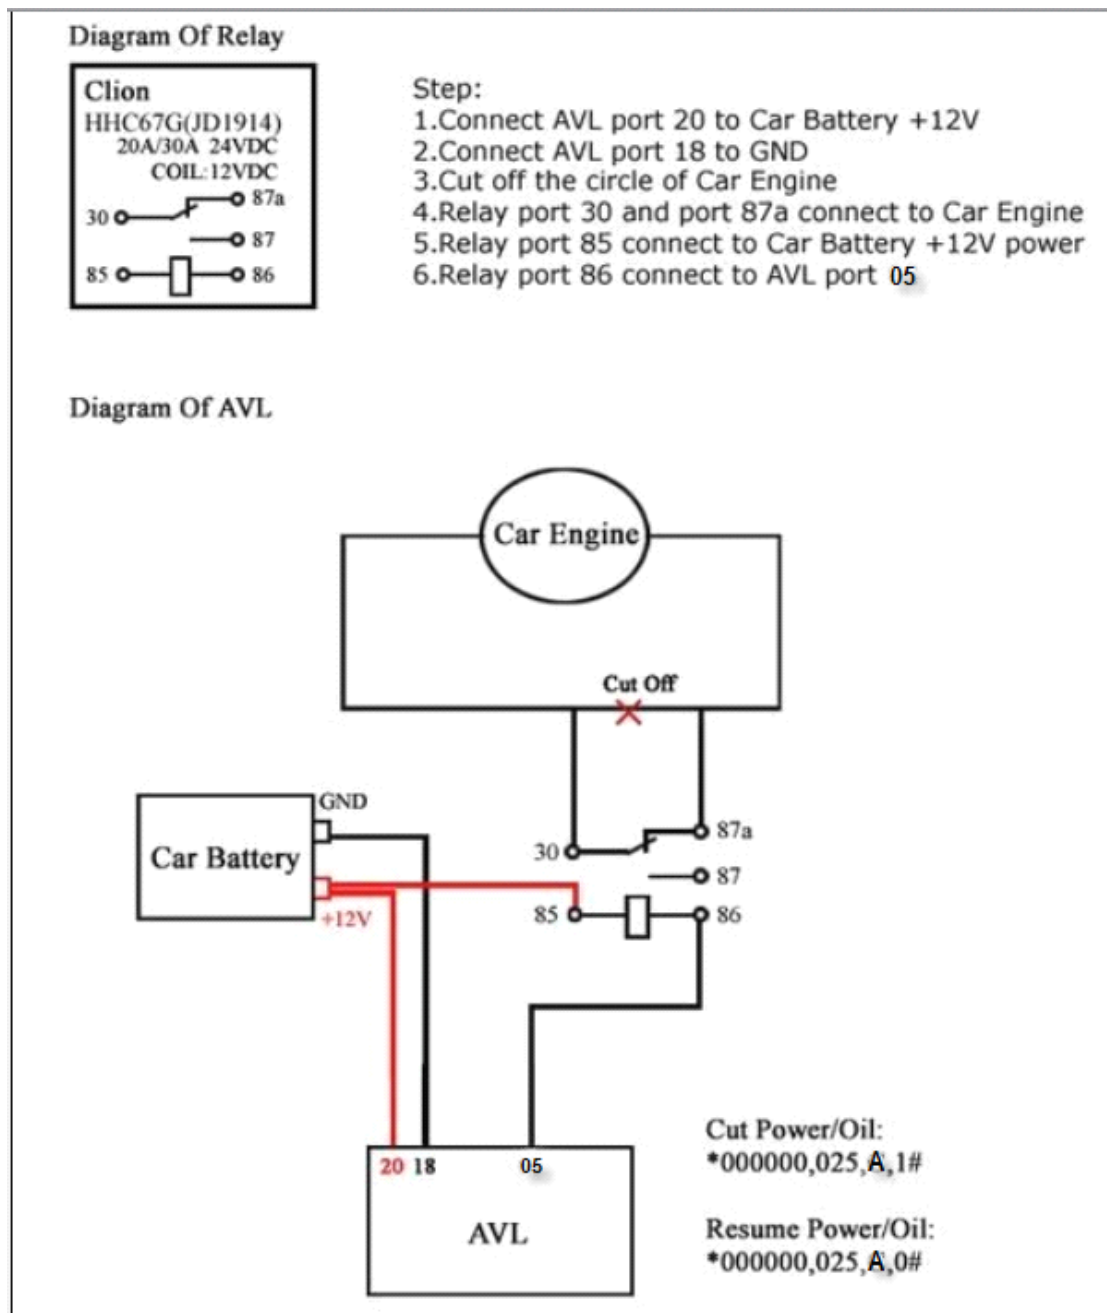 Diagram Of Relay
Clion
HHC67G(JD1914)
20A/30A 24VDC
COIL:12VDC
30
87a
87
85
86
Step:
1.Connect AVL port 20 to Car Battery +12V
2.Connect AVL port 18 to GND
3.Cut off the circle of Car Engine
4.Relay port 30 and port 87a connect to Car Engine
5.Relay port 85 connect to Car Battery +12V power
6.Relay port 86 connect to AVL port 05
Diagram Of AVL
Car Engine
Cut Off
GND
Car Battery
+12V
30
87a
87
85
86
20 18 05
AVL
Cut Power/Oil:
*000000,025,A,1#
Resume Power/Oil:
*000000,025,A,0#